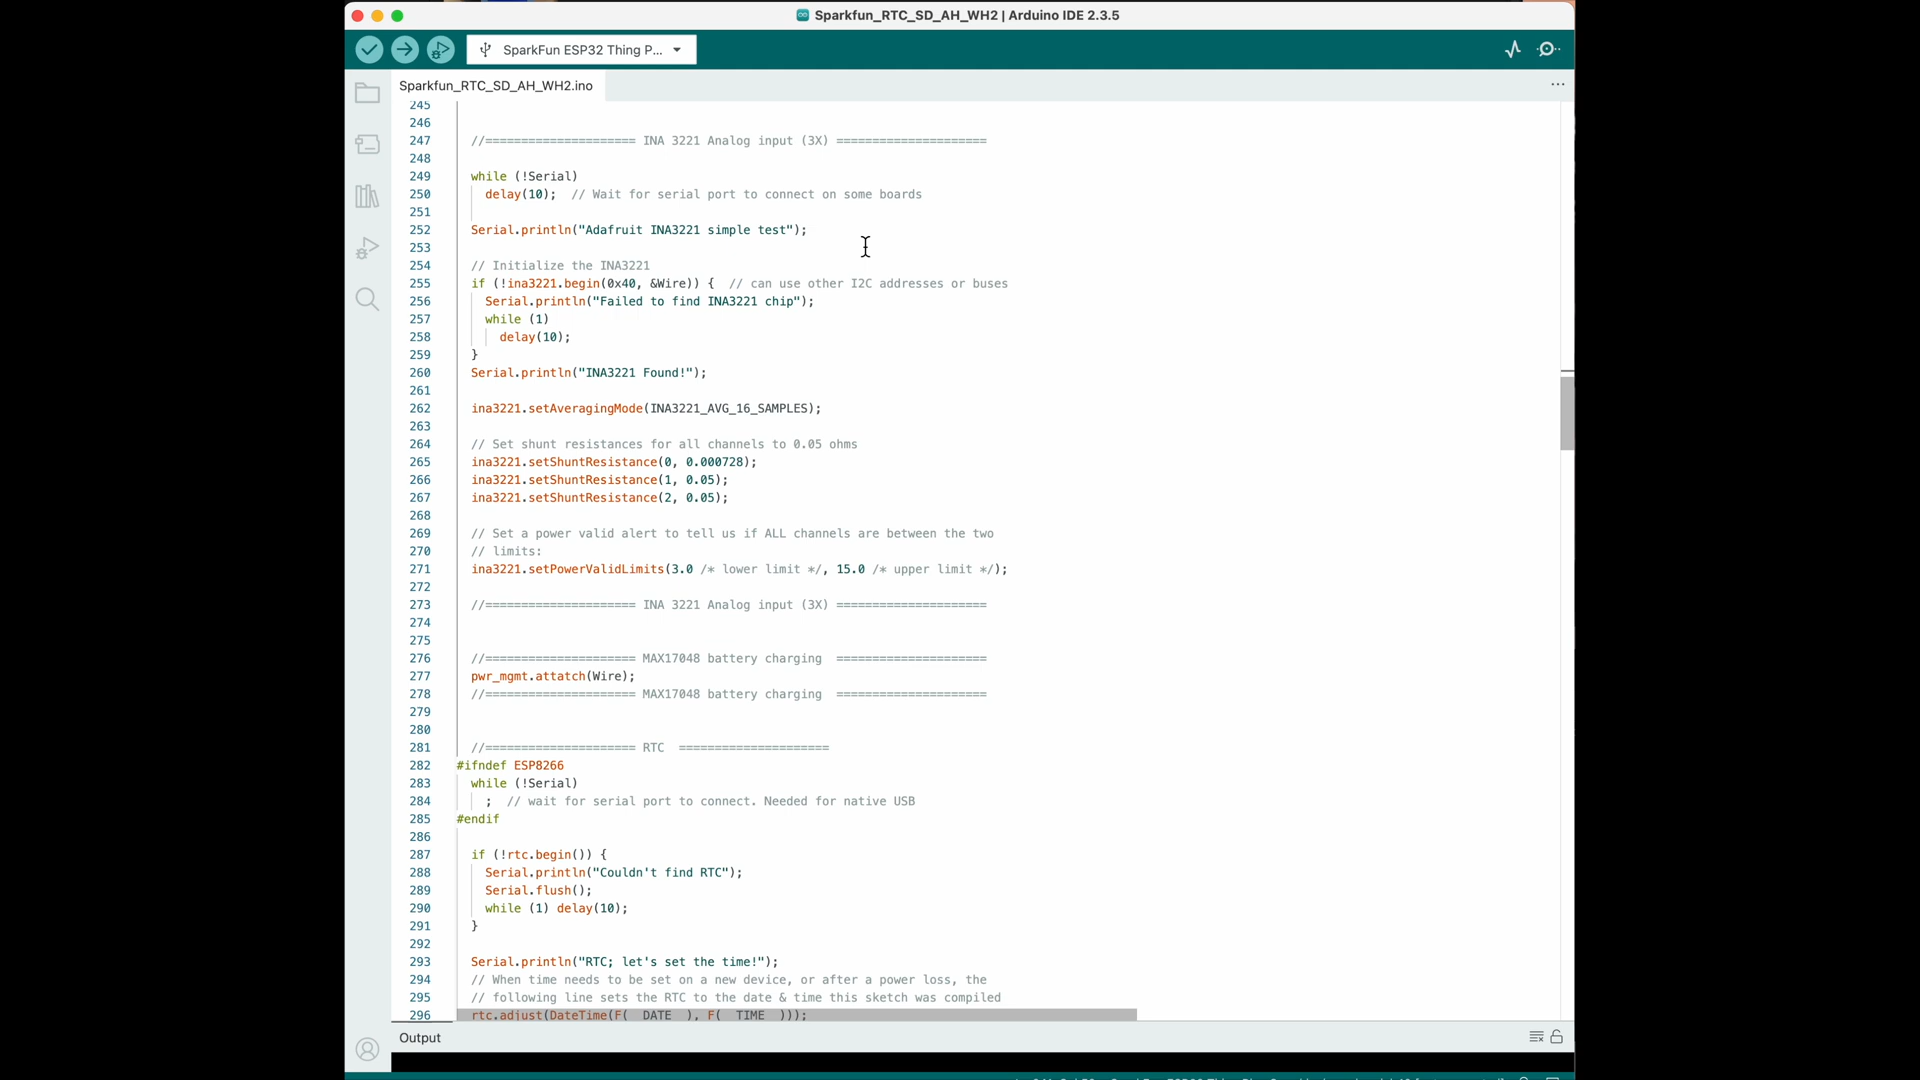 Sparkfun_RTC_SD_AH_WH2 | Arduino IDE 2.3.5
SparkFun ESP32 Thing P...
Sparkfun_RTC_SD_AH_WH2.ino
245
246
247 //===================== INA 3221 Analog input (3X) =====================
248
249 while (!Serial)
250 delay(10);  // Wait for serial port to connect on some boards
251
252 Serial.println("Adafruit INA3221 simple test");
253
254 // Initialize the INA3221
255 if (!ina3221.begin(0x40, &Wire)) {  // can use other I2C addresses or buses
256 Serial.println("Failed to find INA3221 chip");
257 while (1)
258 delay(10);
259 }
260 Serial.println("INA3221 Found!");
261
262 ina3221.setAveragingMode(INA3221_AVG_16_SAMPLES);
263
264 // Set shunt resistances for all channels to 0.05 ohms
265 ina3221.setShuntResistance(0, 0.000728);
266 ina3221.setShuntResistance(1, 0.05);
267 ina3221.setShuntResistance(2, 0.05);
268
269 // Set a power valid alert to tell us if ALL channels are between the two
270 // limits:
271 ina3221.setPowerValidLimits(3.0 /* lower limit */, 15.0 /* upper limit */);
272
273 //===================== INA 3221 Analog input (3X) =====================
274
275
276 //===================== MAX17048 battery charging  =====================
277 pwr_mgmt.attatch(Wire);
278 //===================== MAX17048 battery charging  =====================
279
280
281 //===================== RTC  =====================
282 #ifndef ESP8266
283 while (!Serial)
284 ;  // wait for serial port to connect. Needed for native USB
285 #endif
286
287 if (!rtc.begin()) {
288 Serial.println("Couldn't find RTC");
289 Serial.flush();
290 while (1) delay(10);
291 }
292
293 Serial.println("RTC; let's set the time!");
294 // When time needs to be set on a new device, or after a power loss, the
295 // following line sets the RTC to the date & time this sketch was compiled
296 rtc.adjust(DateTime(F(__DATE__), F(__TIME__)));
Output